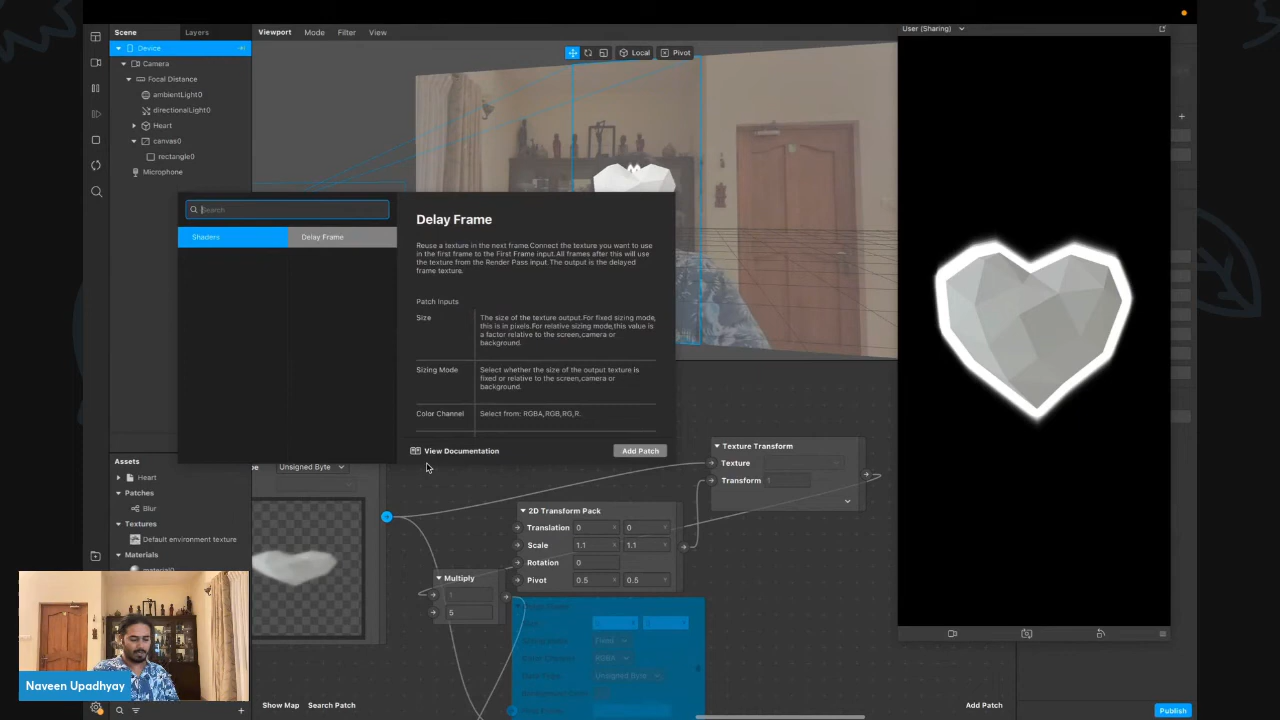 Scene
Layers
Device
Camera
Focal Distance
ambientLight0
directionalLight0
Heart
canvas0
rectangle0
Microphone
Viewport
Mode
Filter
View
Local
Pivot
User (Sharing)
Search
Shaders
Delay Frame
Delay Frame
Reuse a texture in the next frame.Connect the texture you want to use
in the first frame to the First Frame input.All frames after this will use
the texture from the Render Pass input.The output is the delayed
frame texture.
Patch Inputs
Size
The size of the texture output.For fixed sizing mode,
this is in pixels.For relative sizing mode,this value is
a factor relative to the screen,camera or
background.
Sizing Mode
Select whether the size of the output texture is
fixed or relative to the screen,camera or
background.
Color Channel
Select from: RGBA,RGB,RG,R.
View Documentation
Add Patch
Assets
Heart
Patches
Blur
Textures
Default environment texture
Materials
material0
Unsigned Byte
Multiply
1
5
2D Transform Pack
Translation
0
0
Scale
1.1
1.1
Rotation
0
Pivot
0.5
0.5
Texture Transform
Texture
Transform
1
Fixed
RGBA
Unsigned Byte
Show Map
Search Patch
Add Patch
Publish
Naveen Upadhyay